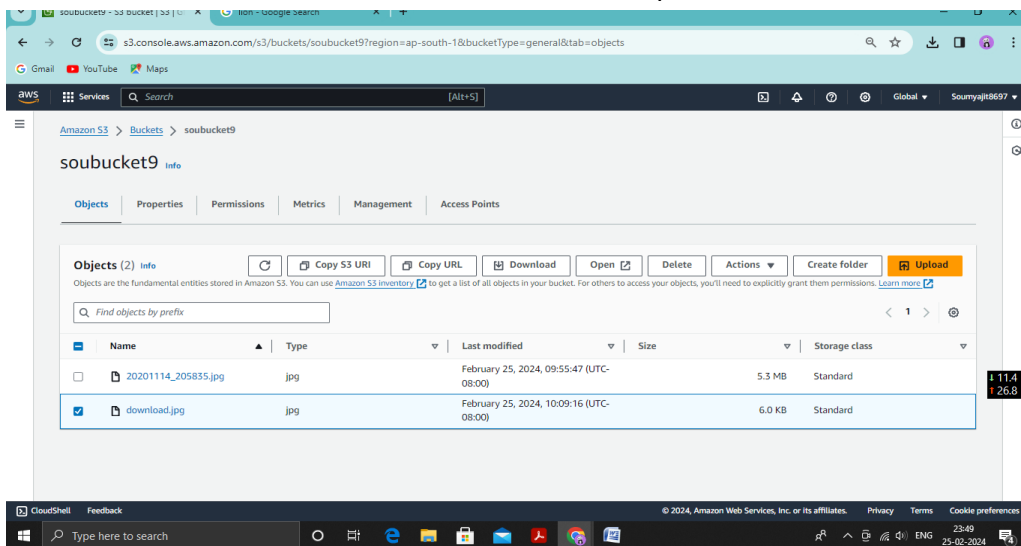 soubucket9 - S3 bucket | S3 | G
lion - Google Search
s3.console.aws.amazon.com/s3/buckets/soubucket9?region=ap-south-1&bucketType=general&tab=objects
Gmail YouTube Maps
aws Services Search [Alt+S] Global Soumyajit8697
Amazon S3 > Buckets > soubucket9
soubucket9 Info
Objects Properties Permissions Metrics Management Access Points
Objects (2) Info Copy S3 URI Copy URL Download Open Delete Actions Create folder Upload
Objects are the fundamental entities stored in Amazon S3. You can use Amazon S3 inventory to get a list of all objects in your bucket. For others to access your objects, you'll need to explicitly grant them permissions. Learn more
Find objects by prefix < 1 >
Name Type Last modified Size Storage class
20201114_205835.jpg jpg February 25, 2024, 09:55:47 (UTC-
08:00) 5.3 MB Standard
download.jpg jpg February 25, 2024, 10:09:16 (UTC-
08:00) 6.0 KB Standard
11.4
26.8
CloudShell Feedback © 2024, Amazon Web Services, Inc. or its affiliates. Privacy Terms Cookie preferences
Type here to search ENG 23:49
25-02-2024 4